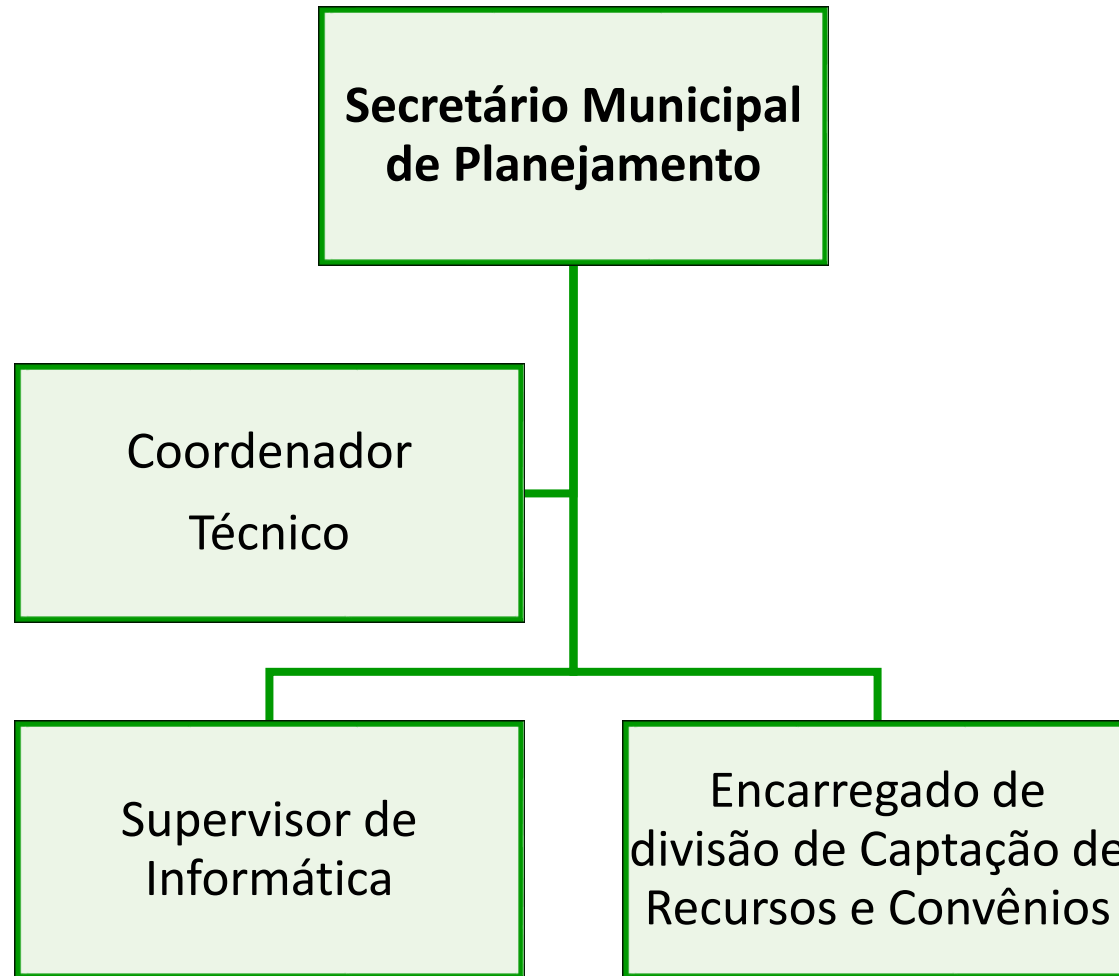 Secretário Municipal
de Planejamento
Coordenador
Técnico
Supervisor de
Informática
Encarregado de
divisão de Captação de
Recursos e Convênios